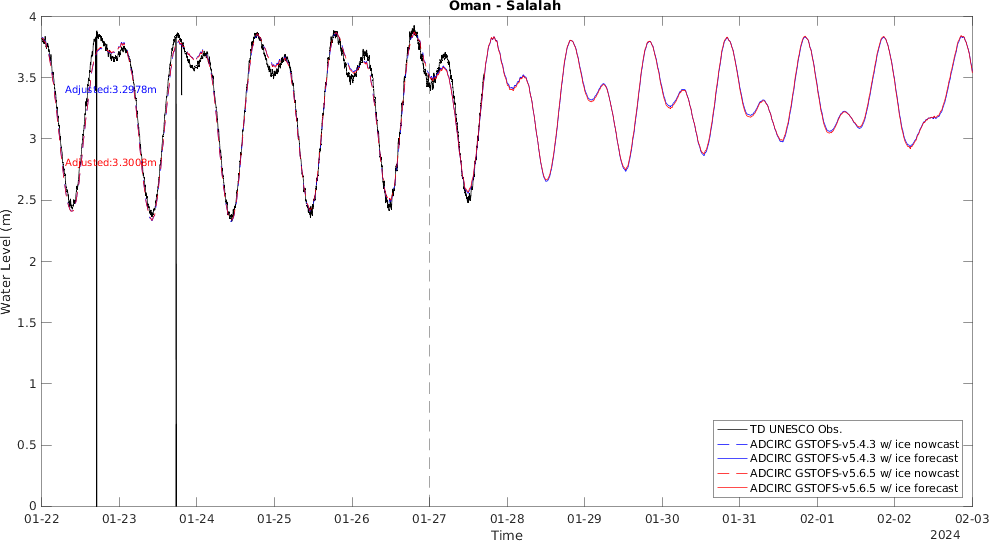 Oman - Salalah
4
3.5
3
2.5
2
1.5
1
0.5
0
Water Level (m)
Adjusted:3.2978m
Adjusted:3.3008m
TD UNESCO Obs.
ADCIRC GSTOFS-v5.4.3 w/ ice nowcast
ADCIRC GSTOFS-v5.4.3 w/ ice forecast
ADCIRC GSTOFS-v5.6.5 w/ ice nowcast
ADCIRC GSTOFS-v5.6.5 w/ ice forecast
01-22 01-23 01-24 01-25 01-26 01-27 01-28 01-29 01-30 01-31 02-01 02-02 02-03
Time
2024